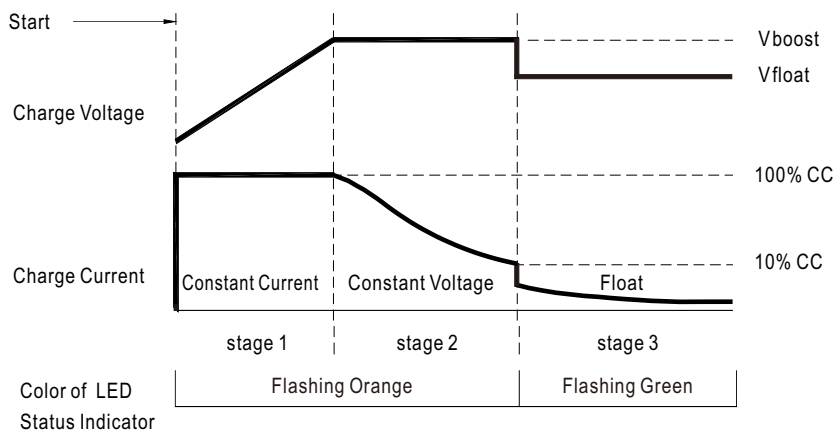 Start
Vboost
Vfloat
Charge Voltage
100% CC
10% CC
Charge Current
Constant Current
Constant Voltage
Float
stage 1
stage 2
stage 3
Color of LED
Status Indicator
Flashing Orange
Flashing Green